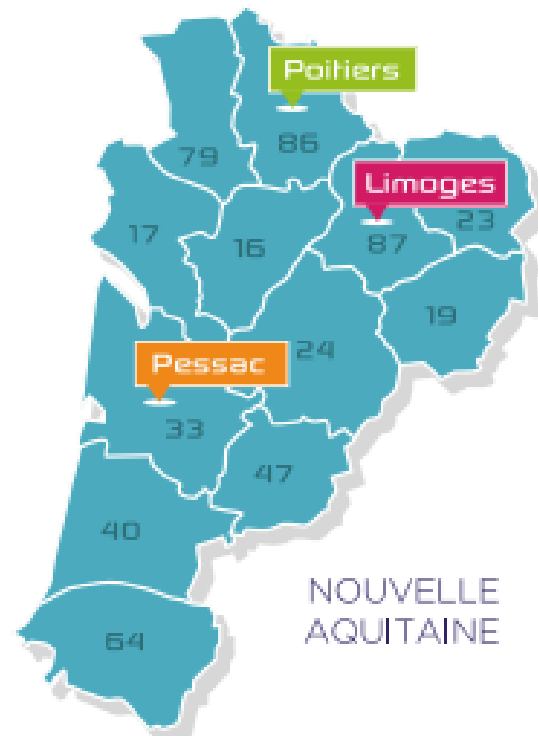 Poitiers
86
79
Limoges
23
17
16
87
19
24
Pessac
33
47
40
NOUVELLE
AQUITAINE
64